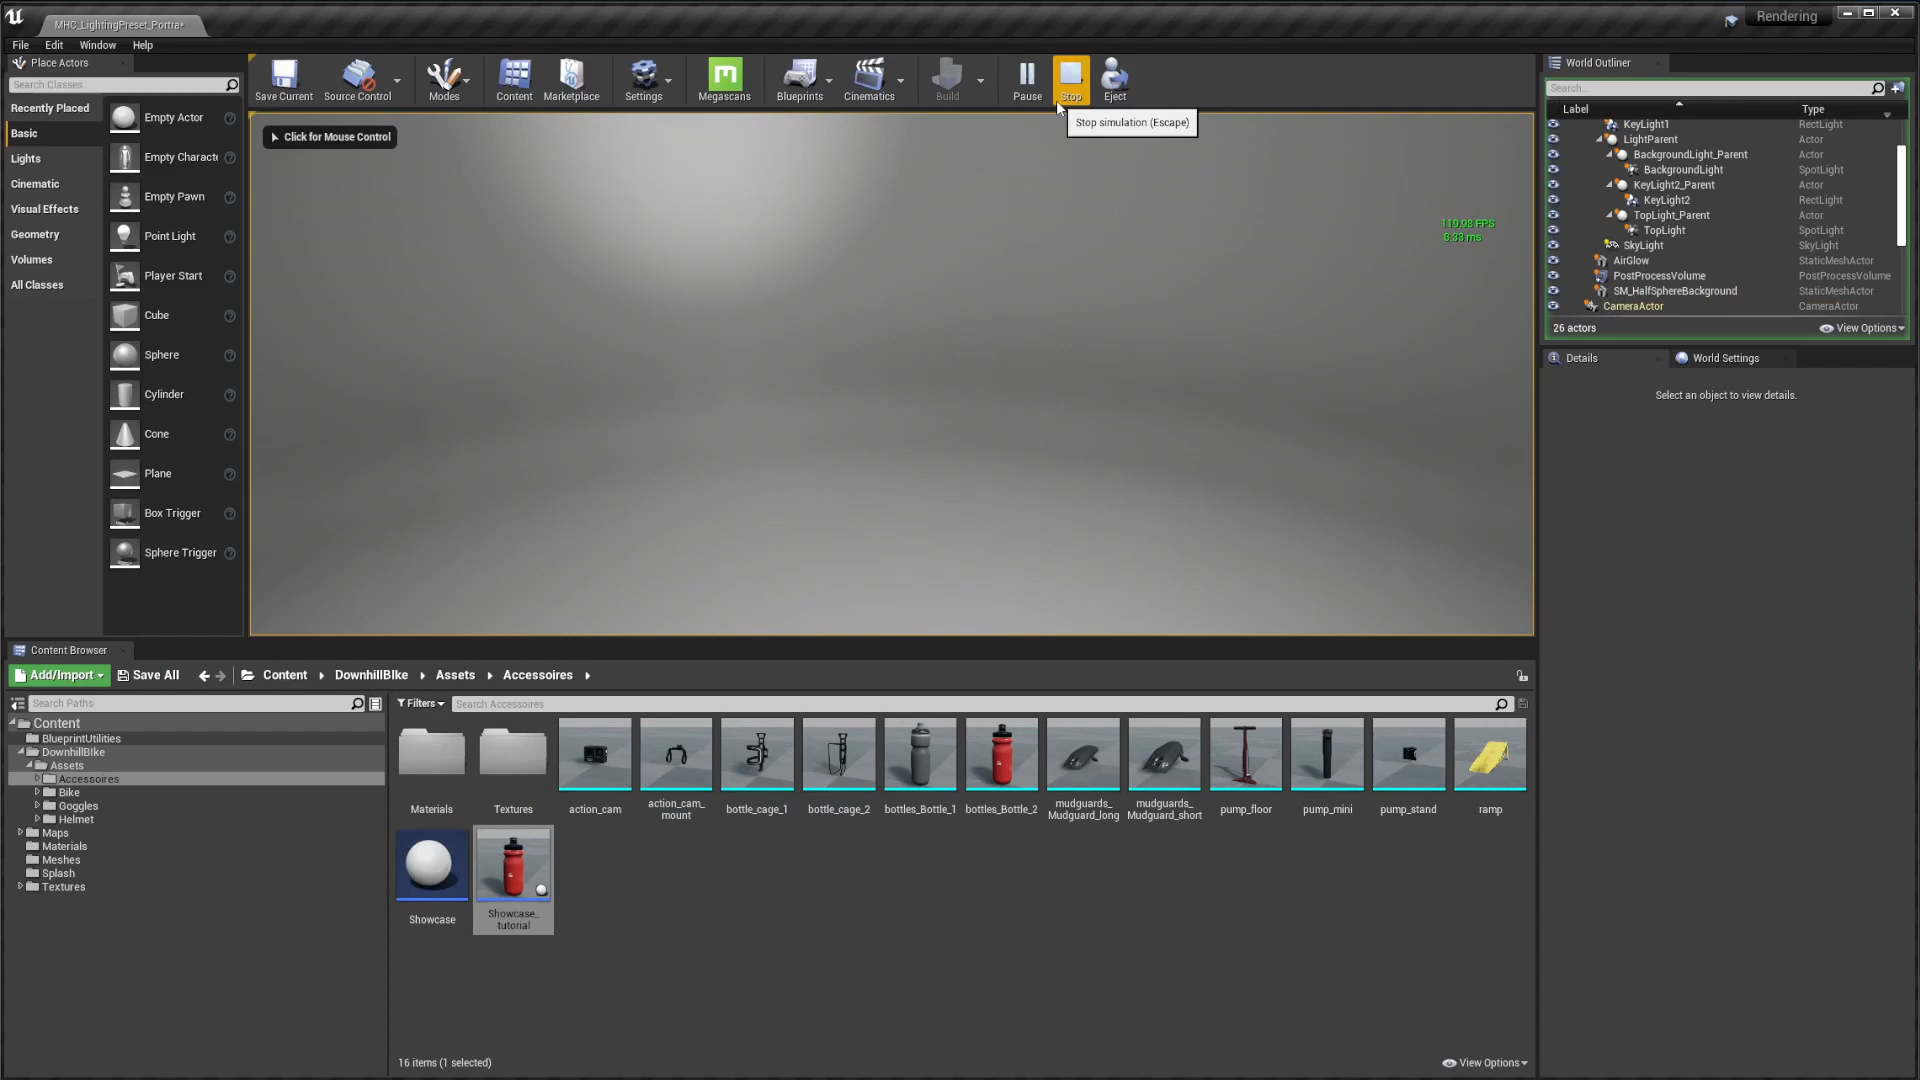 MHC_LightingPreset_Portra*
Rendering
File Edit Window Help
Place Actors
Search Classes
Recently Placed
Basic
Lights
Cinematic
Visual Effects
Geometry
Volumes
All Classes
Empty Actor
Empty Characte
Empty Pawn
Point Light
Player Start
Cube
Sphere
Cylinder
Cone
Plane
Box Trigger
Sphere Trigger
Save Current
Source Control
Modes
Content
Marketplace
Settings
Megascans
Blueprints
Cinematics
Build
Pause
Stop
Eject
Stop simulation (Escape)
Click for Mouse Control
119.98 FPS
8.33 ms
World Outliner
Search...
Label Type
KeyLight1 RectLight
LightParent Actor
BackgroundLight_Parent Actor
BackgroundLight SpotLight
KeyLight2_Parent Actor
KeyLight2 RectLight
TopLight_Parent Actor
TopLight SpotLight
SkyLight SkyLight
AirGlow StaticMeshActor
PostProcessVolume PostProcessVolume
SM_HalfSphereBackground StaticMeshActor
CameraActor CameraActor
26 actors View Options
Details World Settings
Select an object to view details.
Content Browser
Add/Import Save All Content DownhillBIke Assets Accessoires
Search Paths
Content
BlueprintUtilities
DownhillBIke
Assets
Accessoires
Bike
Goggles
Helmet
Maps
Materials
Meshes
Splash
Textures
Filters Search Accessoires
Materials
Textures
action_cam
action_cam_
mount
bottle_cage_1
bottle_cage_2
bottles_Bottle_1
bottles_Bottle_2
mudguards_
Mudguard_long
mudguards_
Mudguard_short
pump_floor
pump_mini
pump_stand
ramp
Showcase
Showcase_
tutorial
16 items (1 selected) View Options